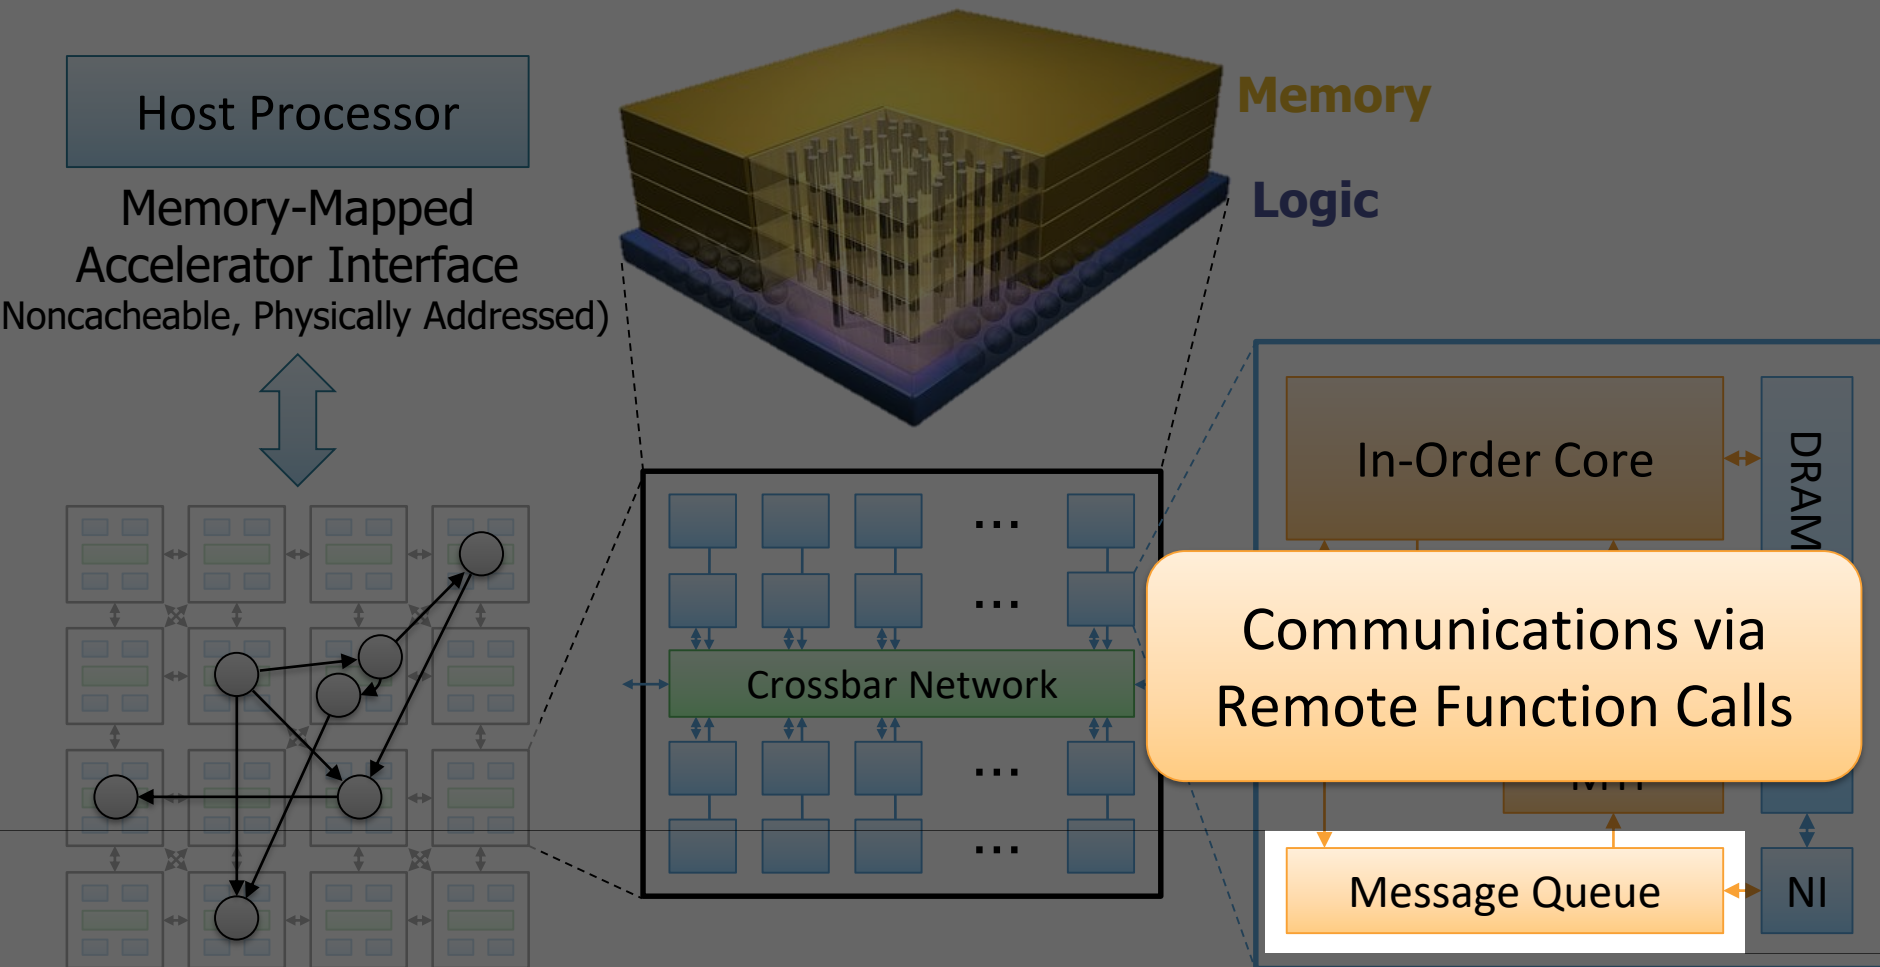 Host Processor
Memory-Mapped
Accelerator Interface
Noncacheable, Physically Addressed)
Memory
Logic
Crossbar Network
...
...
...
...
In-Order Core
DRAM
Communications via
Remote Function Calls
Message Queue
NI